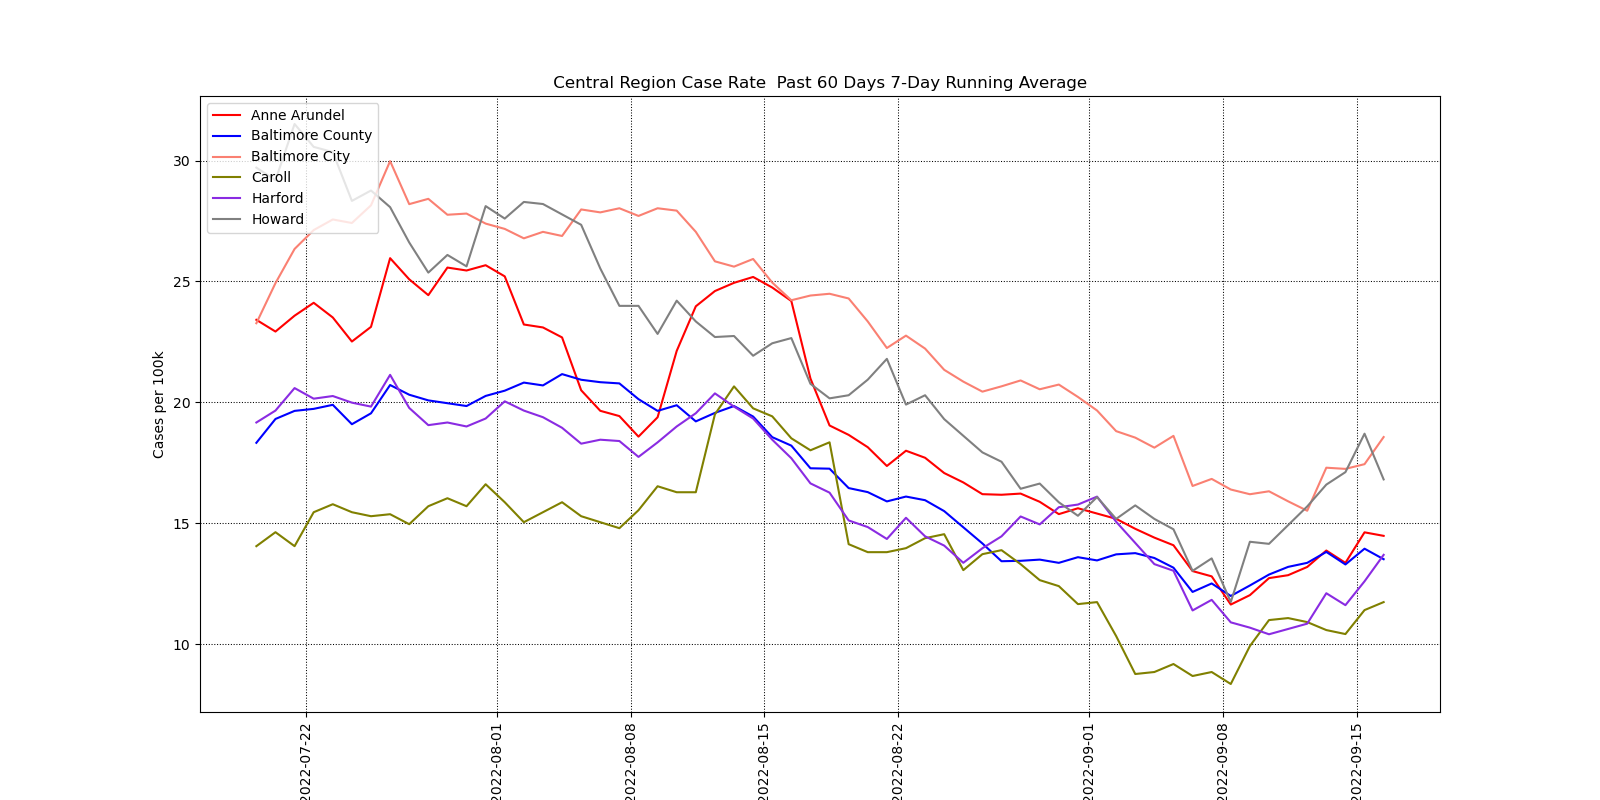 Central Region Case Rate  Past 60 Days 7-Day Running Average
Anne Arundel
Baltimore County
Baltimore City
Caroll
Harford
Howard
Cases per 100k
30
25
20
15
10
2022-07-22
2022-08-01
2022-08-08
2022-08-15
2022-08-22
2022-09-01
2022-09-08
2022-09-15